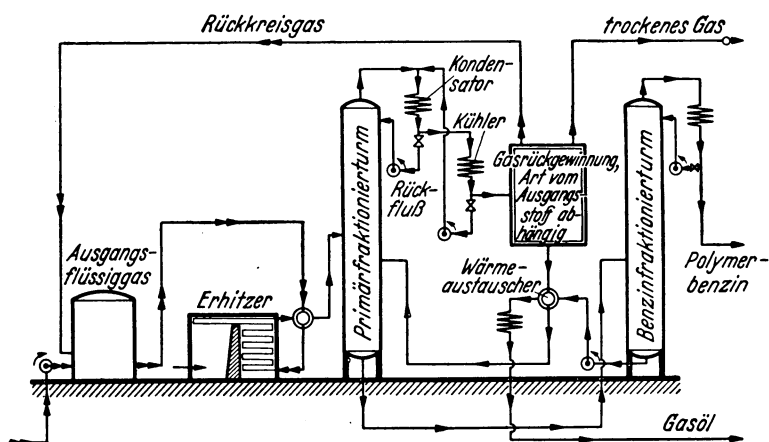 Rückkreisgas
trockenes Gas
Konden-
sator
Kühler
Rück-
fluß
Gasrückgewinnung,
Art vom
Ausgangs-
stoff ab-
hängig
Primärfraktionierturm
Benzinfraktionierturm
Ausgangs-
flüssiggas
Erhitzer
Wärme-
austauscher
Polymer-
benzin
Gasöl